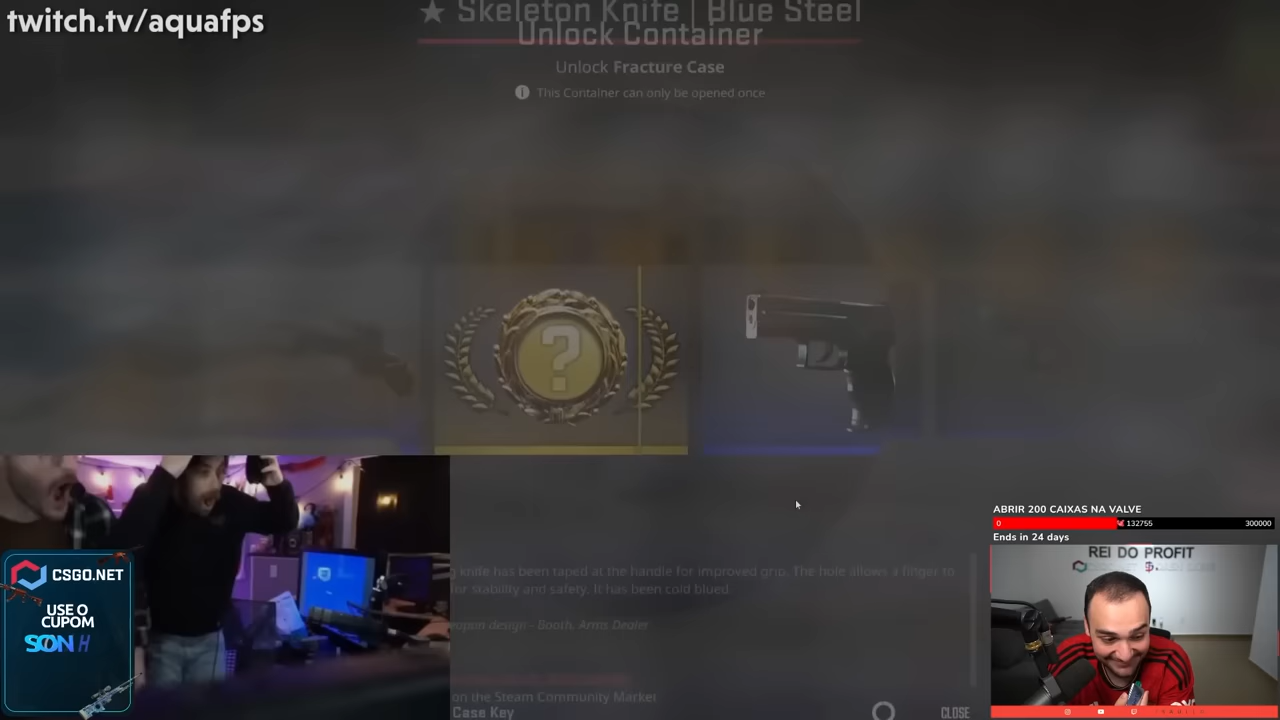 twitch.tv/aquafps
★ Skeleton Knife | Blue Steel
Unlock Container
Unlock Fracture Case
This Container can only be opened once
?
knife has been taped at the handle for improved grip. The hole allows a finger to
for stability and safety. It has been cold blued.
weapon design - Booth, Arms Dealer
on the Steam Community Market
Case Key
CLOSE
CSGO.NET
USE O
CUPOM
ABRIR 200 CAIXAS NA VALVE
0
132755
300000
Ends in 24 days
REI DO PROFIT